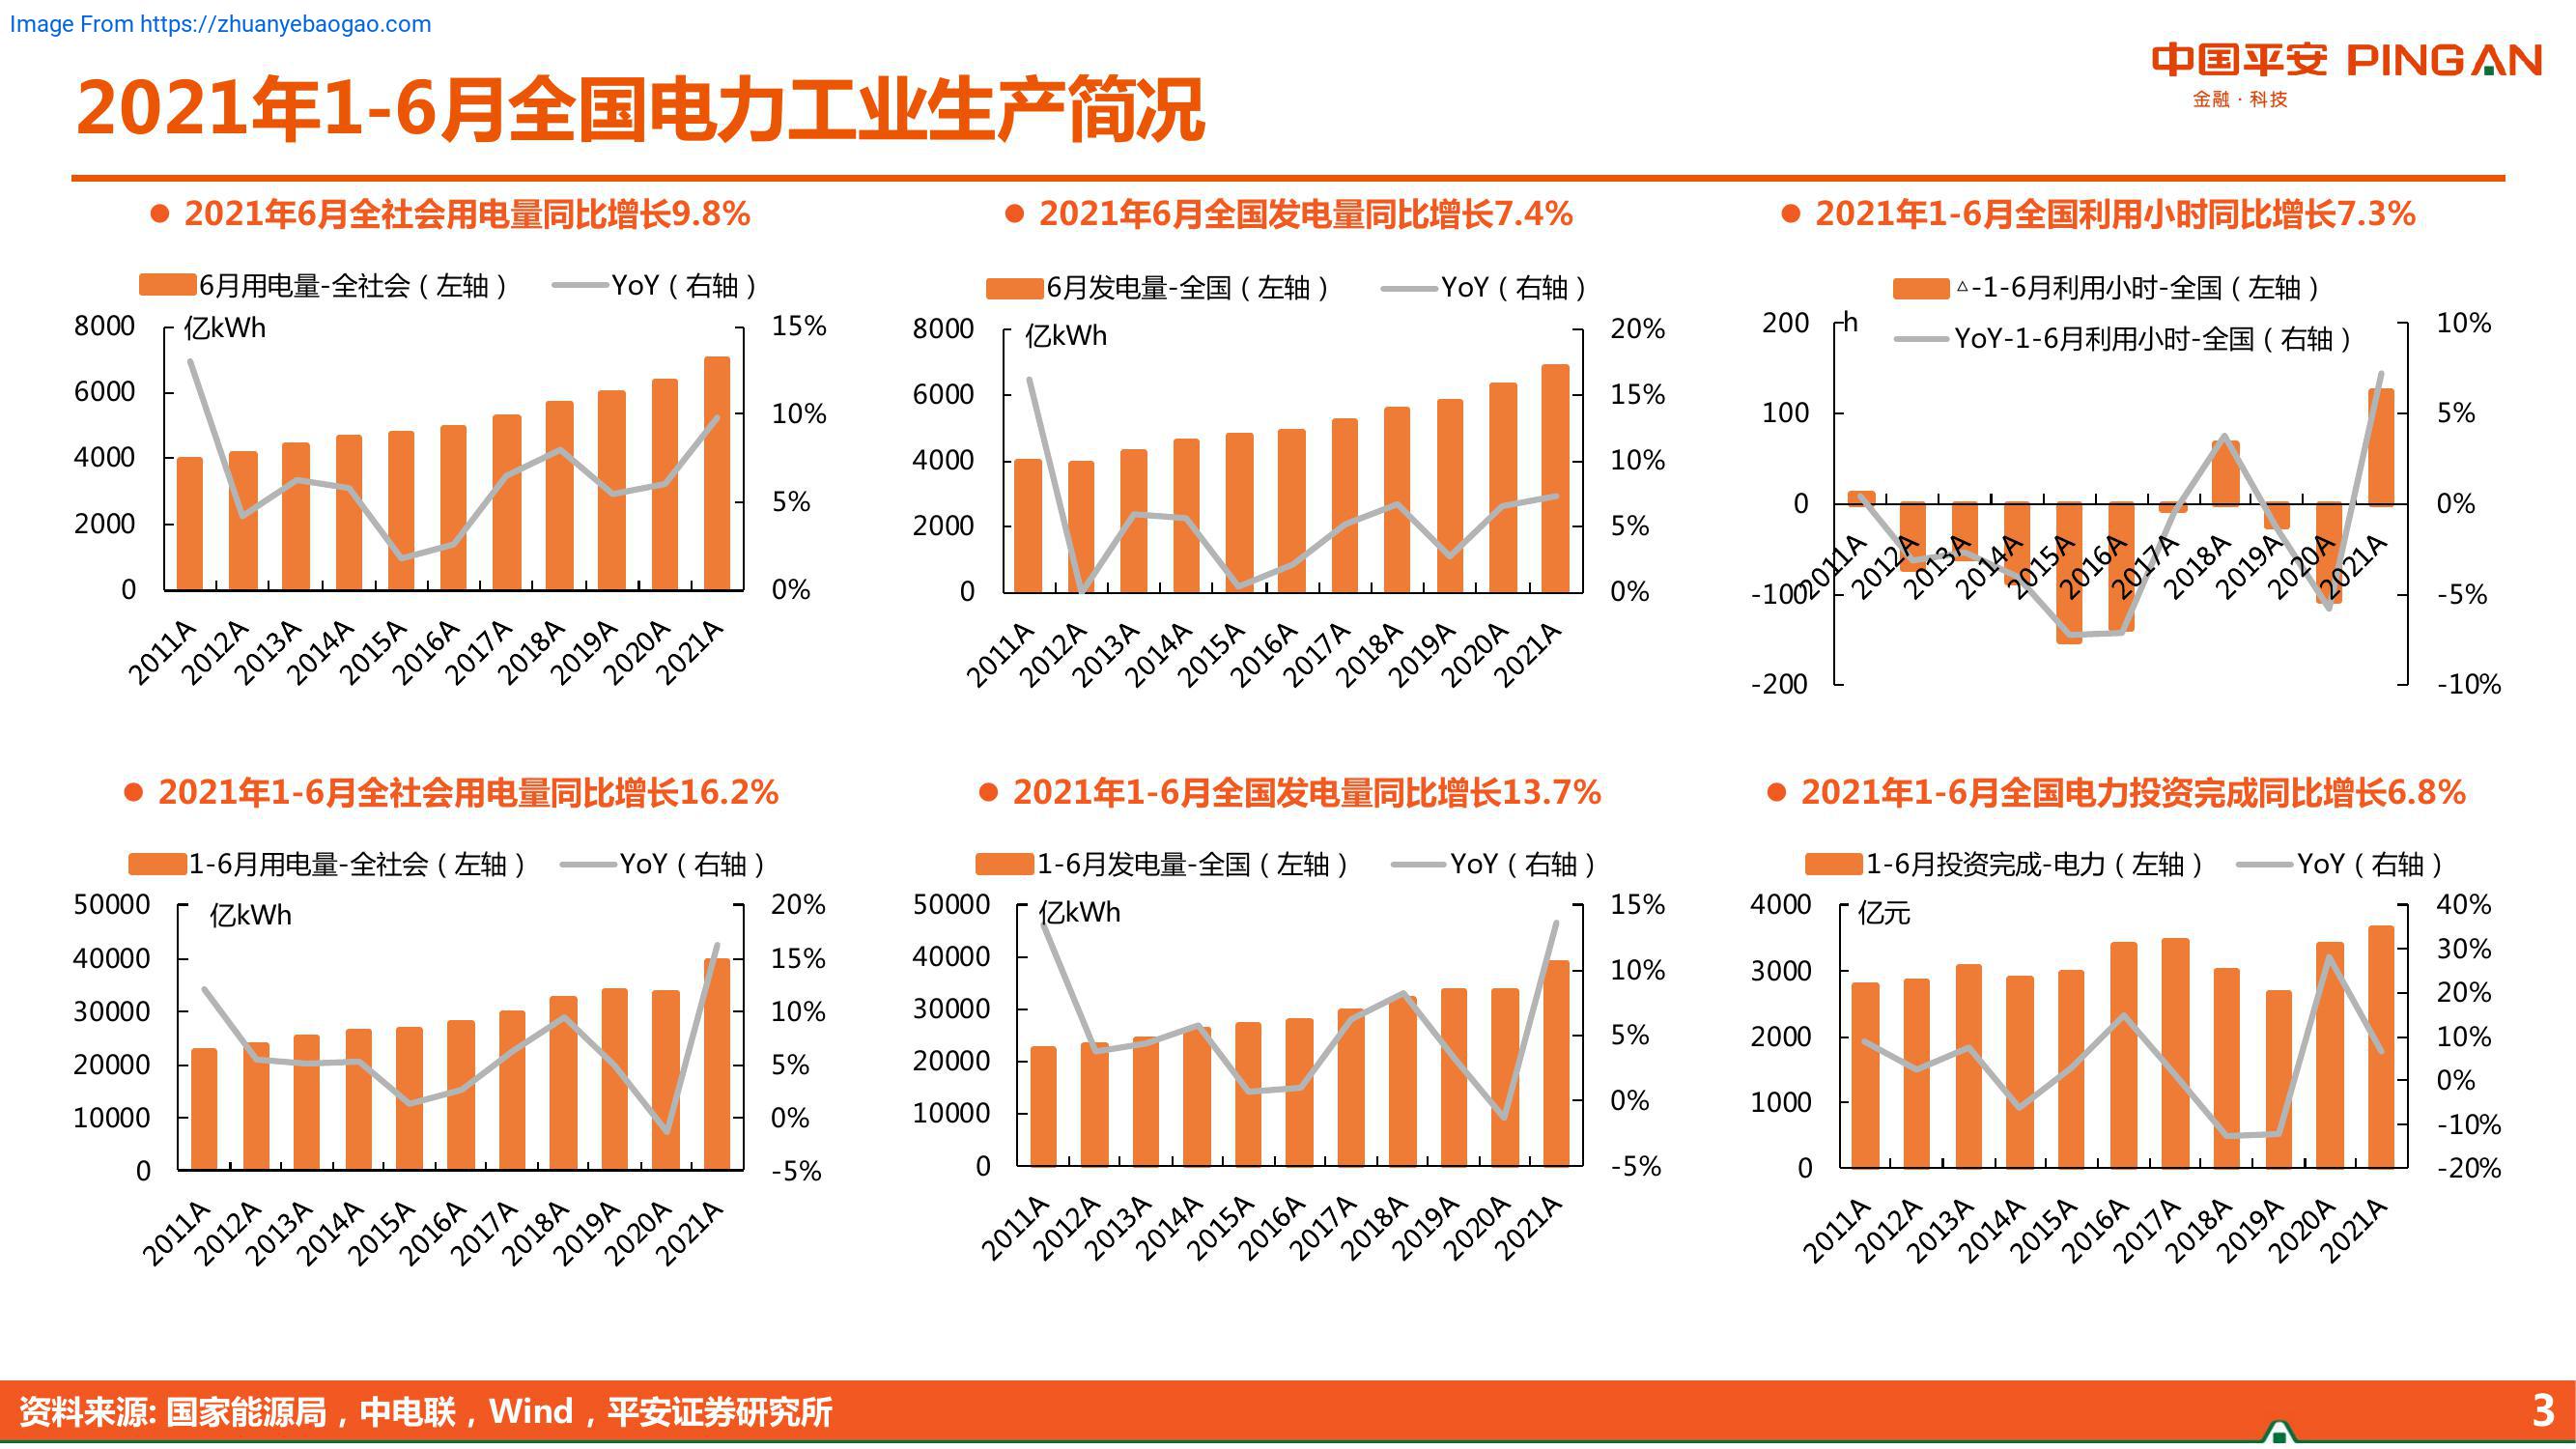 Image From https://zhuanyebaogao.com
中国平安 PINGAN
金融·科技
2021年1-6月全国电力工业生产简况
● 2021年6月全社会用电量同比增长9.8%
6月用电量-全社会（左轴） YoY（右轴）
亿kWh
8000
6000
4000
2000
0
15%
10%
5%
0%
2011A 2012A 2013A 2014A 2015A 2016A 2017A 2018A 2019A 2020A 2021A
● 2021年6月全国发电量同比增长7.4%
6月发电量-全国（左轴） YoY（右轴）
亿kWh
8000
6000
4000
2000
0
20%
15%
10%
5%
0%
2011A 2012A 2013A 2014A 2015A 2016A 2017A 2018A 2019A 2020A 2021A
● 2021年1-6月全国利用小时同比增长7.3%
△-1-6月利用小时-全国（左轴）
YoY-1-6月利用小时-全国（右轴）
h
200
100
0
-100
-200
10%
5%
0%
-5%
-10%
2011A 2012A 2013A 2014A 2015A 2016A 2017A 2018A 2019A 2020A 2021A
● 2021年1-6月全社会用电量同比增长16.2%
1-6月用电量-全社会（左轴） YoY（右轴）
亿kWh
50000
40000
30000
20000
10000
0
20%
15%
10%
5%
0%
-5%
2011A 2012A 2013A 2014A 2015A 2016A 2017A 2018A 2019A 2020A 2021A
● 2021年1-6月全国发电量同比增长13.7%
1-6月发电量-全国（左轴） YoY（右轴）
亿kWh
50000
40000
30000
20000
10000
0
15%
10%
5%
0%
-5%
2011A 2012A 2013A 2014A 2015A 2016A 2017A 2018A 2019A 2020A 2021A
● 2021年1-6月全国电力投资完成同比增长6.8%
1-6月投资完成-电力（左轴） YoY（右轴）
亿元
4000
3000
2000
1000
0
40%
30%
20%
10%
0%
-10%
-20%
2011A 2012A 2013A 2014A 2015A 2016A 2017A 2018A 2019A 2020A 2021A
资料来源: 国家能源局，中电联，Wind，平安证券研究所
3